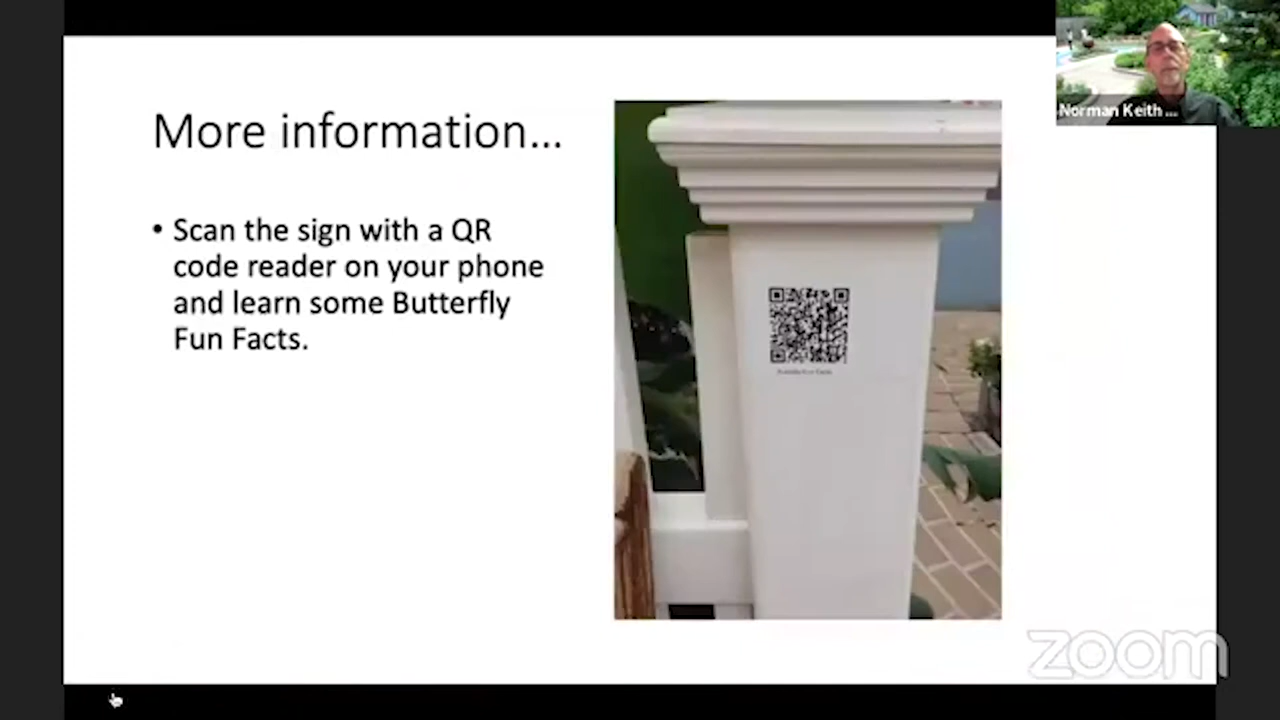 Norman Keith ...
More information...
• Scan the sign with a QR
code reader on your phone
and learn some Butterfly
Fun Facts.
zoom